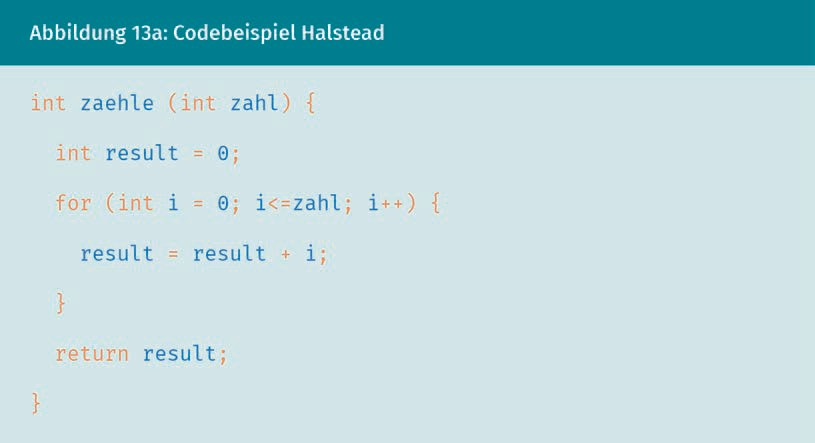 Abbildung 13a: Codebeispiel Halstead
int zaehle (int zahl) {
int result = 0;
for (int i = 0; i<=zahl; i++) {
result = result + i;
}
return result;
}